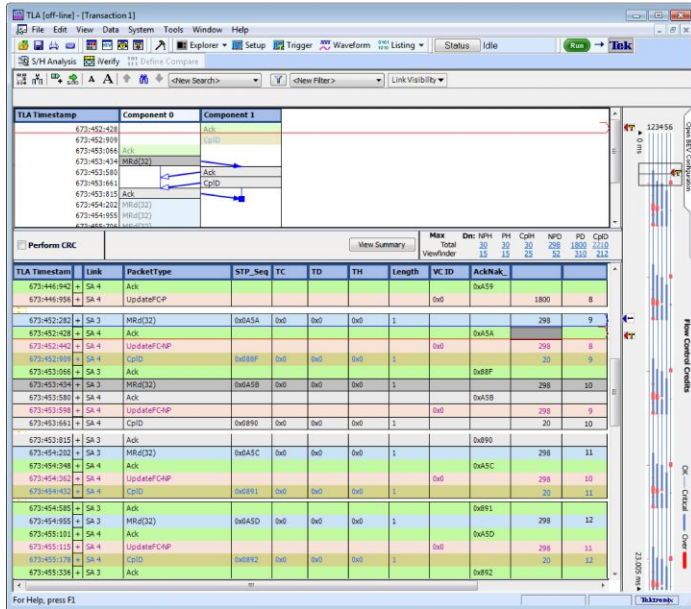 TLA [off-line] - [Transaction 1]
File Edit View Data System Tools Window Help
Explorer Setup Trigger Waveform Listing Status Idle Run Tek
S/H Analysis iVerify Define Compare
A A <New Search> <New Filter> Link Visibility
TLA Timestamp Component 0 Component 1
673:452:428 Ack
673:452:909 CplD
673:453:066 Ack
673:453:434 MRd(32)
673:453:580 Ack
673:453:661 CplD
673:453:815 Ack
673:454:202 MRd(32)
673:454:955 MRd(32)
Perform CRC View Summary
Max Dn: NPH PH CplH NPD PD CplD
Total 30 30 30 298 1800 2210
Viewfinder 15 15 25 52 310 212
TLA Timestam Link PacketType STP_Seq TC TD TH Length VC ID AckNak_
673:446:942 + SA 4 Ack 0xA59
673:446:956 + SA 4 UpdateFC-P 0x0 1800 8
673:452:282 + SA 3 MRd(32) 0x0A5A 0x0 0x0 0x0 1 298 9
673:452:428 + SA 4 Ack 0xA5A
673:452:442 + SA 4 UpdateFC-NP 0x0 298 8
673:452:909 + SA 4 CplD 0x088F 0x0 0x0 0x0 1 20 9
673:453:066 + SA 3 Ack 0x88F
673:453:434 + SA 3 MRd(32) 0x0A5B 0x0 0x0 0x0 1 298 10
673:453:580 + SA 4 Ack 0xA5B
673:453:598 + SA 4 UpdateFC-NP 0x0 298 9
673:453:661 + SA 4 CplD 0x0890 0x0 0x0 0x0 1 20 10
673:453:815 + SA 3 Ack 0x890
673:454:202 + SA 3 MRd(32) 0x0A5C 0x0 0x0 0x0 1 298 11
673:454:348 + SA 4 Ack 0xA5C
673:454:362 + SA 4 UpdateFC-NP 0x0 298 10
673:454:432 + SA 4 CplD 0x0891 0x0 0x0 0x0 1 20 11
673:454:585 + SA 3 Ack 0x891
673:454:955 + SA 3 MRd(32) 0x0A5D 0x0 0x0 0x0 1 298 12
673:455:101 + SA 4 Ack 0xA5D
673:455:115 + SA 4 UpdateFC-NP 0x0 298 11
673:455:178 + SA 4 CplD 0x0892 0x0 0x0 0x0 1 20 12
673:455:336 + SA 3 Ack 0x892
For Help, press F1
Tektronix
123456
0 ms
23.005 ms
Open BEV Configuration
Flow Control Credits
OK Critical Over